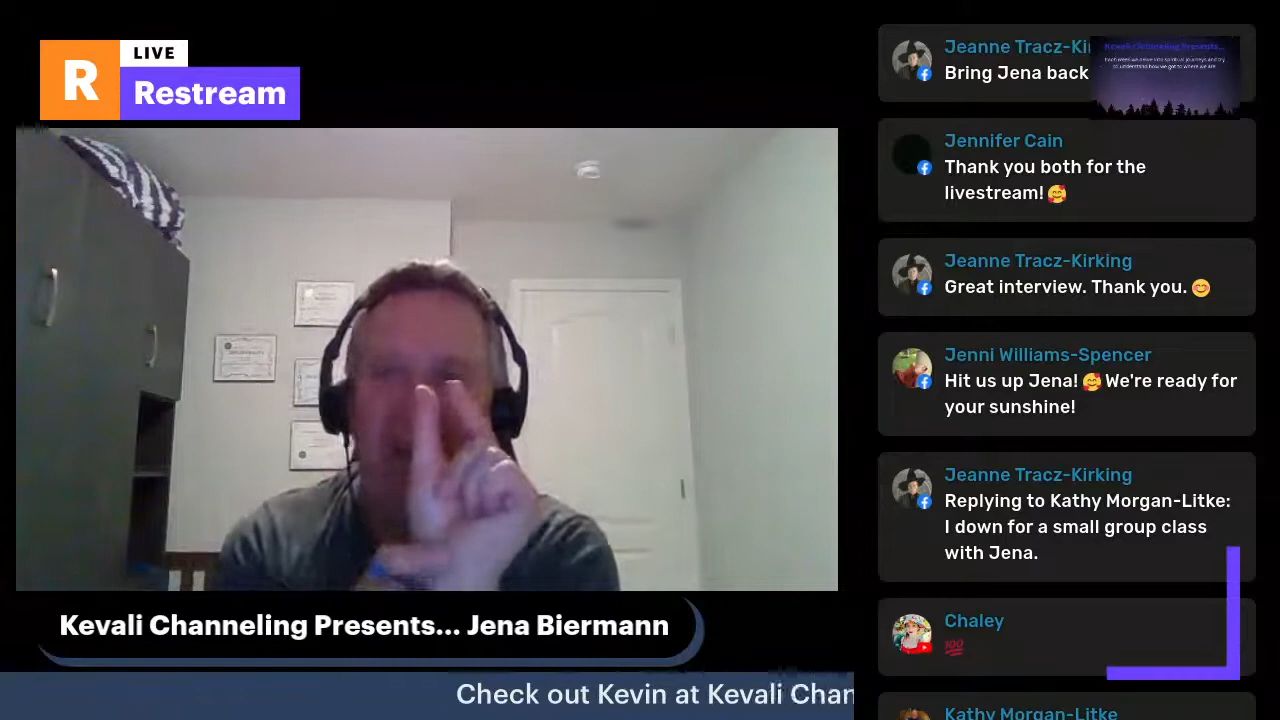 R
LIVE
Restream
Kevali Channeling Presents... Jena Biermann
Check out Kevin at Kevali Chan
Jeanne Tracz-Ki
Bring Jena back
Kevali Channeling Presents...
Jennifer Cain
Thank you both for the
livestream! 🥰
Jeanne Tracz-Kirking
Great interview. Thank you. 😊
Jenni Williams-Spencer
Hit us up Jena! 🥰 We're ready for
your sunshine!
Jeanne Tracz-Kirking
Replying to Kathy Morgan-Litke:
I down for a small group class
with Jena.
Chaley
💯
Kathy Morgan-Litke